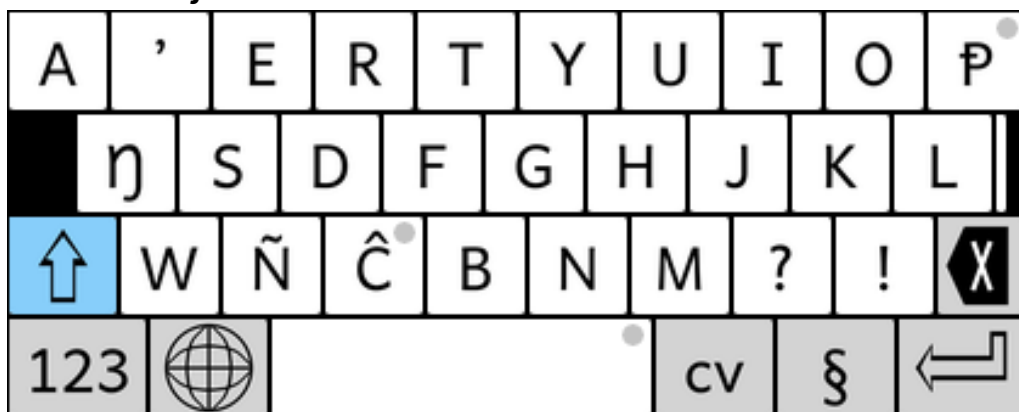 A ’ E R T Y U I O Ᵽ
Ŋ S D F G H J K L
W Ñ Ĉ B N M ? ! X
123 cv §